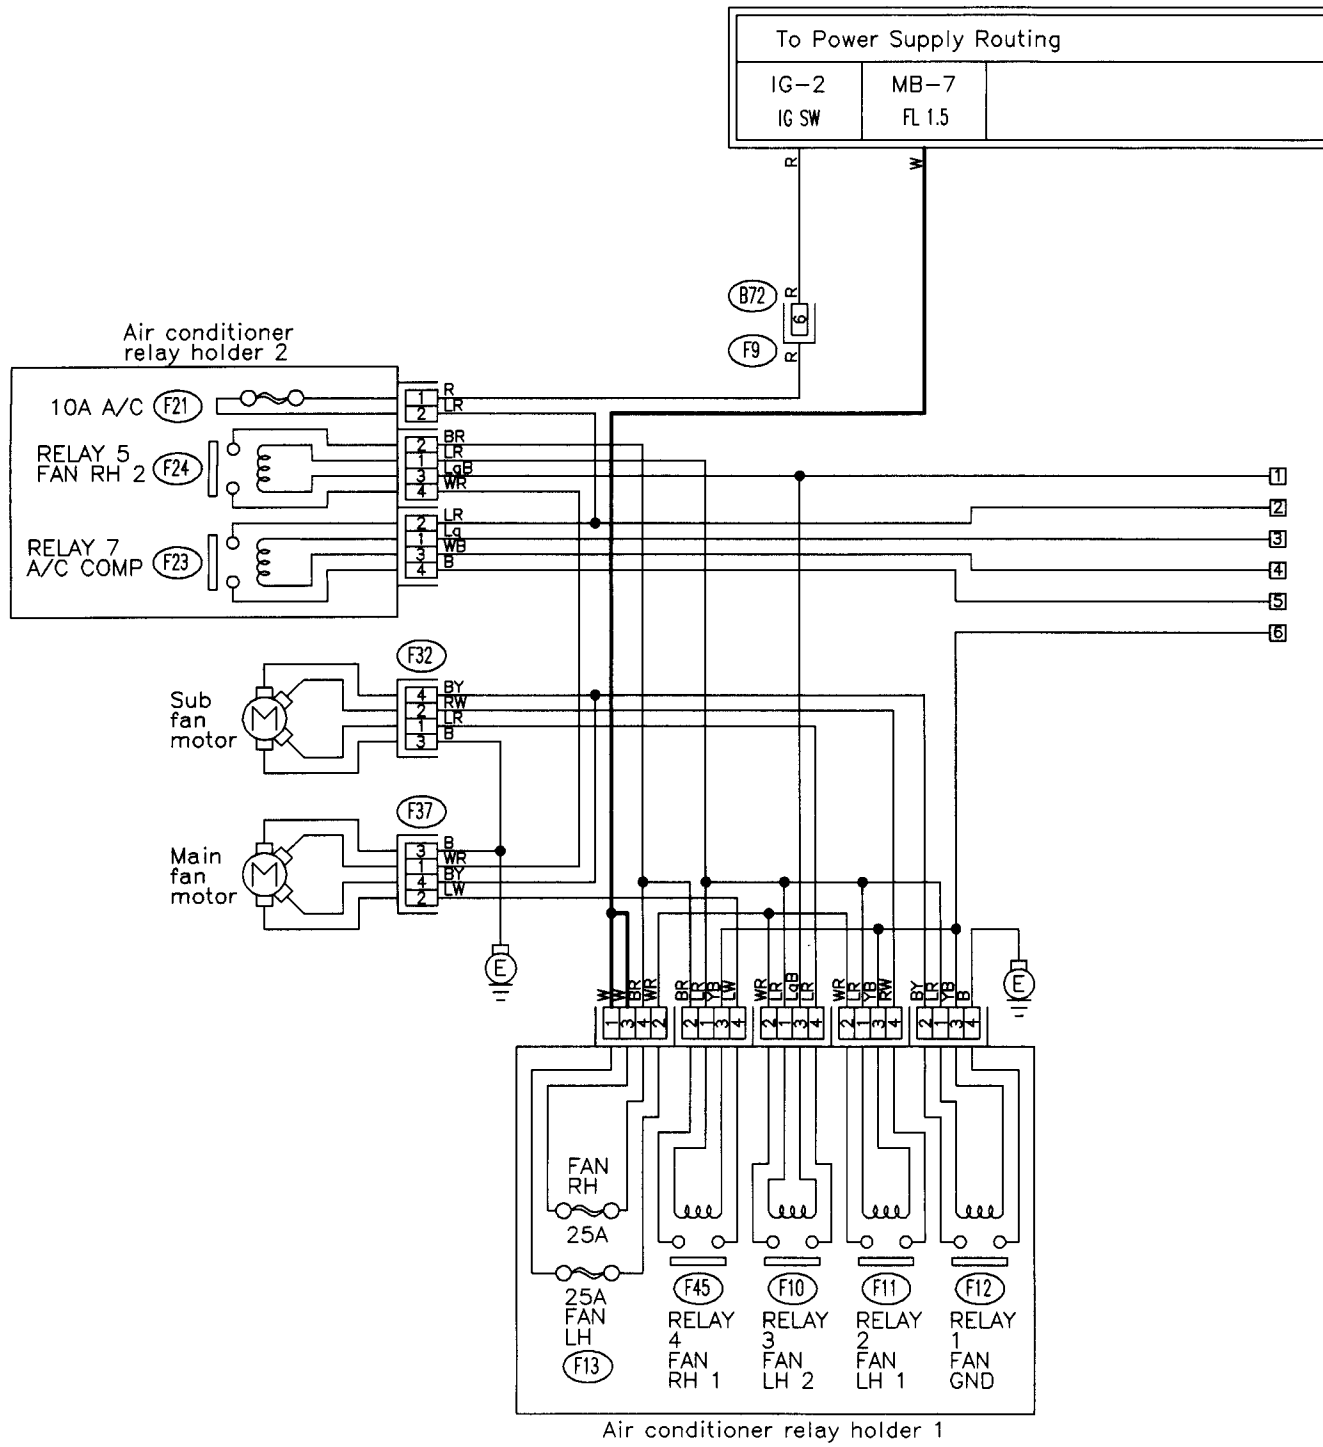 To Power Supply Routing
IG-2 MB-7
IG SW FL 1.5
R W
B72 R
6
F9 R
Air conditioner
relay holder 2
10A A/C F21 1 R
2 LR
RELAY 5
FAN RH 2 F24
2 BR
1 LR
3 LgB
4 WR
RELAY 7
A/C COMP F23
2 LR
1 Lg
3 WB
4 B
1
2
3
4
5
6
F32
Sub
fan
motor
M
4 BY
2 RW
1 LR
3 B
F37
Main
fan
motor
M
3 B
1 WR
4 BY
2 LW
E
E
W W BR WR BR LR YB LW WR LR LgB LR WR LR YB RW BY LR YB B
1 3 4 2 2 1 3 4 2 1 3 4 2 1 3 4 2 1 3 4
FAN
RH
25A
25A
FAN
LH
F13
F45
RELAY
4
FAN
RH 1
F10
RELAY
3
FAN
LH 2
F11
RELAY
2
FAN
LH 1
F12
RELAY
1
FAN
GND
Air conditioner relay holder 1